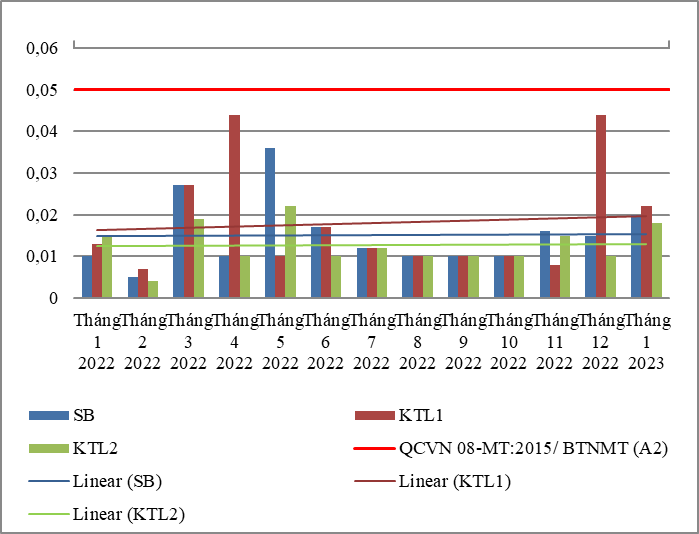 0,06
0,05
0,04
0,03
0,02
0,01
0
Tháng Tháng Tháng Tháng Tháng Tháng Tháng Tháng Tháng Tháng Tháng Tháng Tháng
1 2 3 4 5 6 7 8 9 10 11 12 1
2022 2022 2022 2022 2022 2022 2022 2022 2022 2022 2022 2022 2023
SB KTL1
KTL2 QCVN 08-MT:2015/ BTNMT (A2)
Linear (SB) Linear (KTL1)
Linear (KTL2)